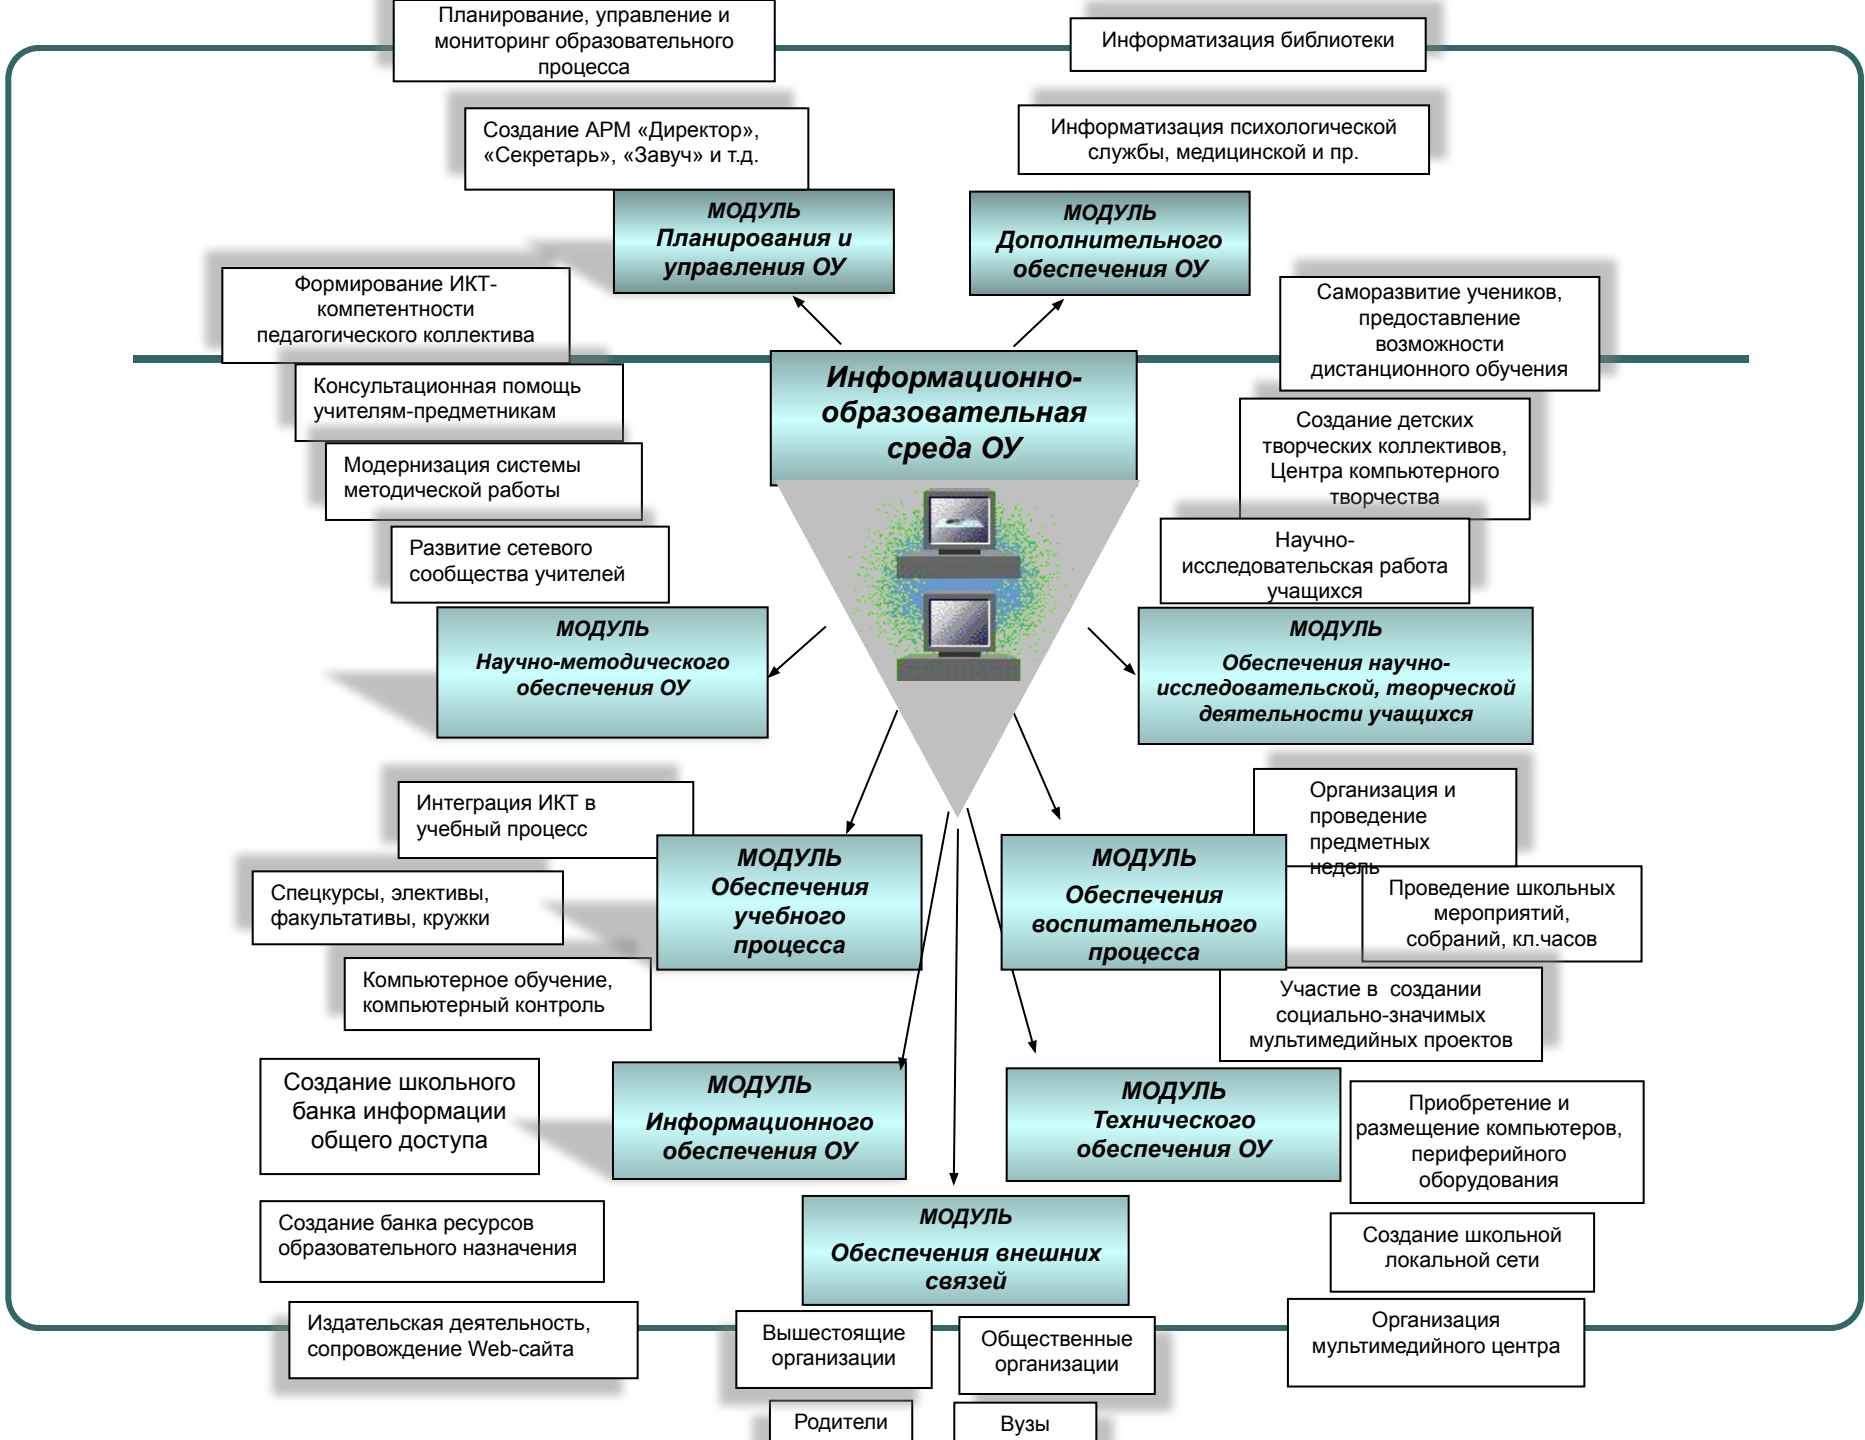 Планирование, управление и
мониторинг образовательного
процесса
Информатизация библиотеки
Создание АРМ «Директор»,
«Секретарь», «Завуч» и т.д.
Информатизация психологической
службы, медицинской и пр.
МОДУЛЬ
Планирования и
управления ОУ
МОДУЛЬ
Дополнительного
обеспечения ОУ
Формирование ИКТ-
компетентности
педагогического коллектива
Саморазвитие учеников,
предоставление
возможности
дистанционного обучения
Информационно-
образовательная
среда ОУ
Консультационная помощь
учителям-предметникам
Создание детских
творческих коллективов,
Центра компьютерного
творчества
Модернизация системы
методической работы
Развитие сетевого
сообщества учителей
Научно-
исследовательская работа
учащихся
МОДУЛЬ
Научно-методического
обеспечения ОУ
МОДУЛЬ
Обеспечения научно-
исследовательской, творческой
деятельности учащихся
Интеграция ИКТ в
учебный процесс
Организация и
проведение
предметных
недель
МОДУЛЬ
Обеспечения
учебного
процесса
МОДУЛЬ
Обеспечения
воспитательного
процесса
Спецкурсы, элективы,
факультативы, кружки
Проведение школьных
мероприятий,
собраний, кл.часов
Компьютерное обучение,
компьютерный контроль
Участие в  создании
социально-значимых
мультимедийных проектов
Создание школьного
банка информации
общего доступа
МОДУЛЬ
Информационного
обеспечения ОУ
МОДУЛЬ
Технического
обеспечения ОУ
Приобретение и
размещение компьютеров,
периферийного
оборудования
Создание банка ресурсов
образовательного назначения
МОДУЛЬ
Обеспечения внешних
связей
Создание школьной
локальной сети
Издательская деятельность,
сопровождение Web-сайта
Вышестоящие
организации
Общественные
организации
Организация
мультимедийного центра
Родители
Вузы